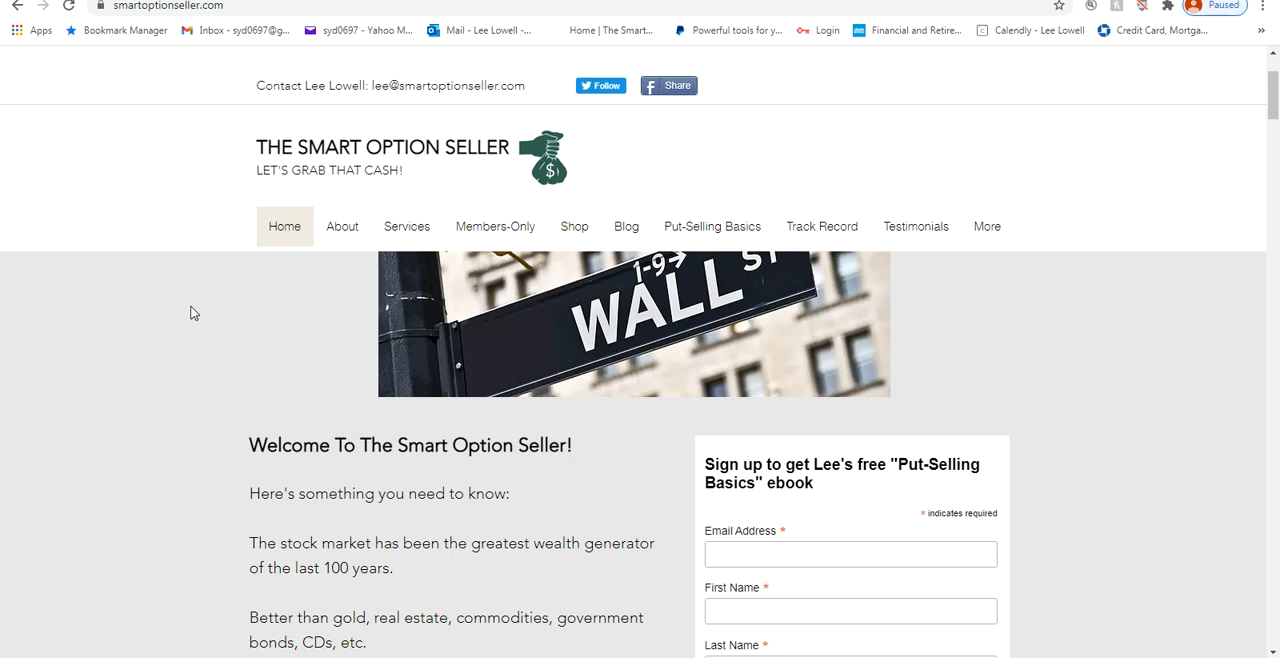 smartoptionseller.com
Paused
Apps Bookmark Manager Inbox - syd0697@g... syd0697 - Yahoo M... Mail - Lee Lowell -... Home | The Smart... Powerful tools for y... Login Financial and Retire... Calendly - Lee Lowell Credit Card, Mortga... »
Contact Lee Lowell: lee@smartoptionseller.com Follow Share
THE SMART OPTION SELLER
LET'S GRAB THAT CASH!
$
Home About Services Members-Only Shop Blog Put-Selling Basics Track Record Testimonials More
1-9→
WALL ST
Welcome To The Smart Option Seller!
Here's something you need to know:
The stock market has been the greatest wealth generator
of the last 100 years.
Better than gold, real estate, commodities, government
bonds, CDs, etc.
Sign up to get Lee's free "Put-Selling
Basics" ebook
* indicates required
Email Address *
First Name *
Last Name *